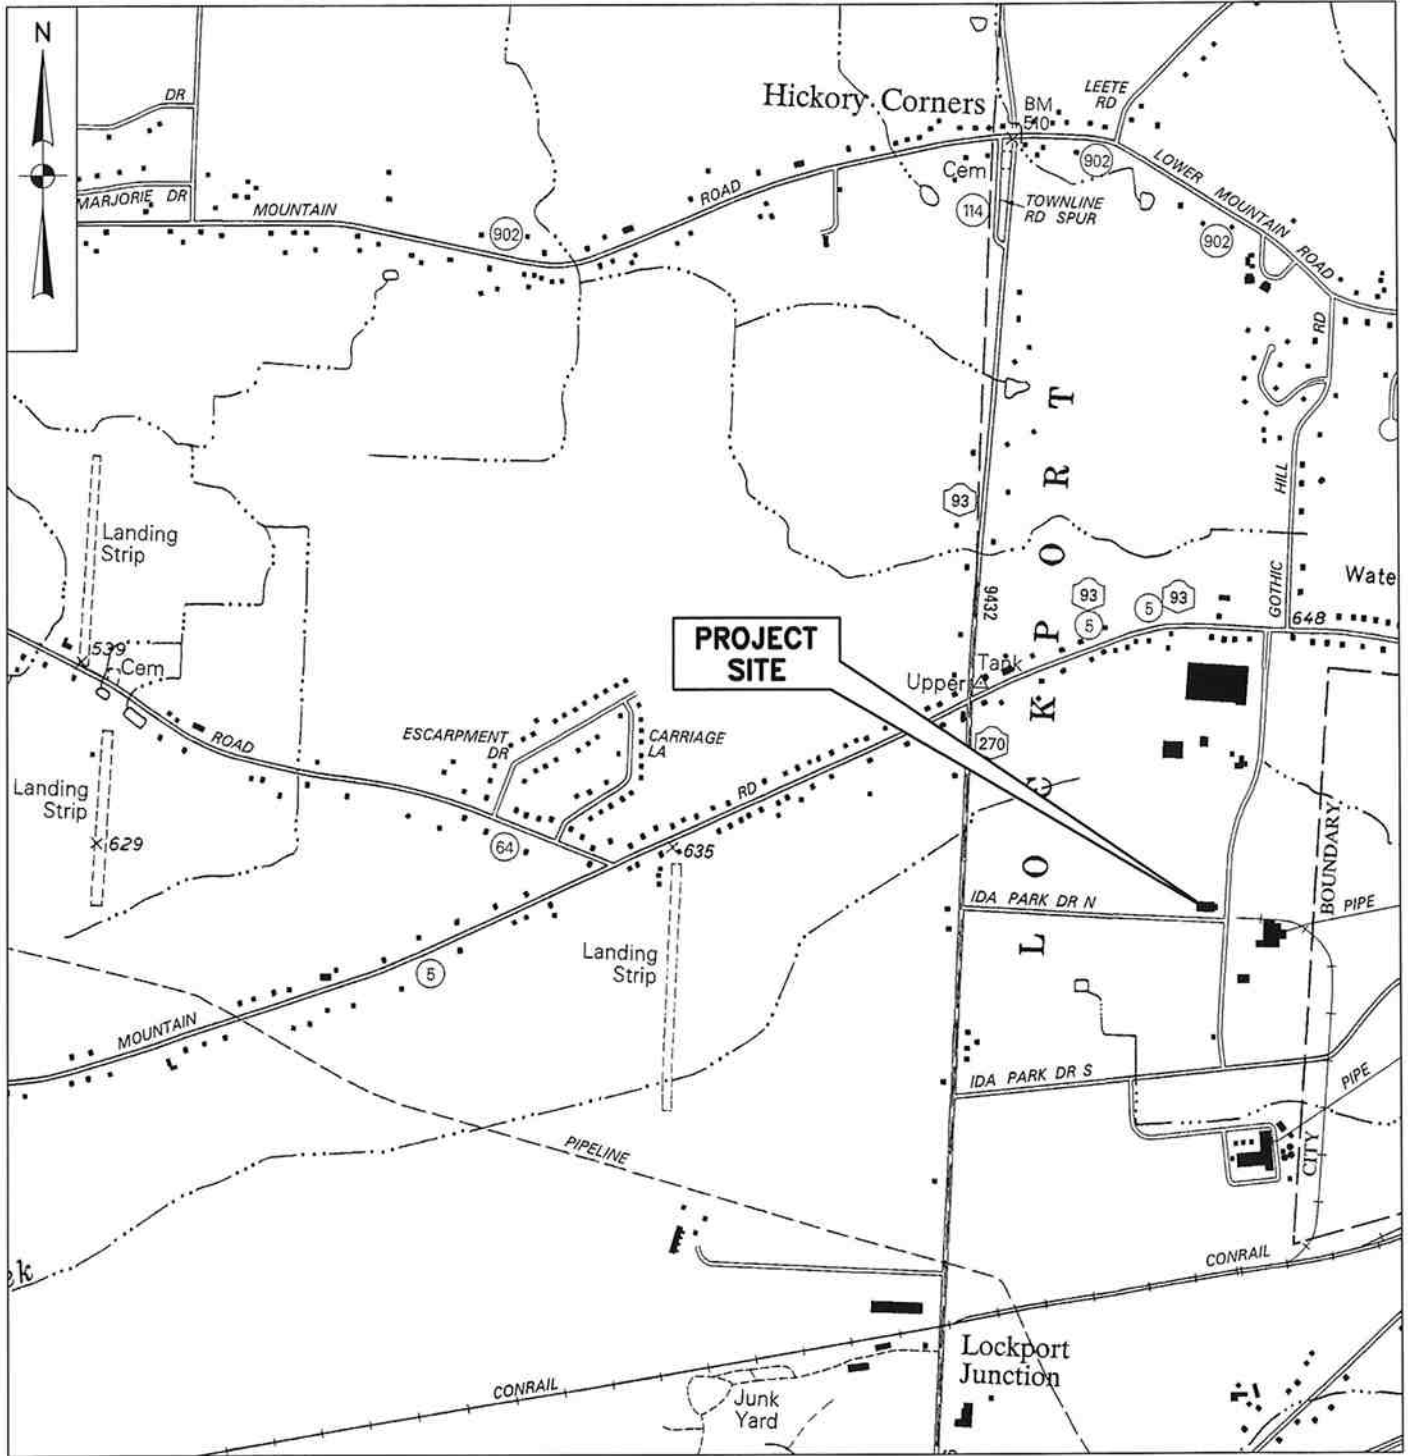 N
DR
MARJORIE DR
MOUNTAIN
902
ROAD
Hickory Corners
BM
510
LEETE
RD
902
LOWER MOUNTAIN ROAD
902
Cem
114
TOWNLINE
RD SPUR
RD
HILL
GOTHIC
93
9432
LOCKPORT
93
5
5
93
648
Wate
Landing
Strip
539
Cem
ROAD
PROJECT
SITE
Upper
Tank
270
ESCARPMENT
DR
CARRIAGE
LA
RD
Landing
Strip
629
64
635
Landing
Strip
5
MOUNTAIN
IDA PARK DR N
BOUNDARY
PIPE
IDA PARK DR S
PIPE
CITY
PIPELINE
ek
CONRAIL
Lockport
Junction
CONRAIL
Junk
Yard